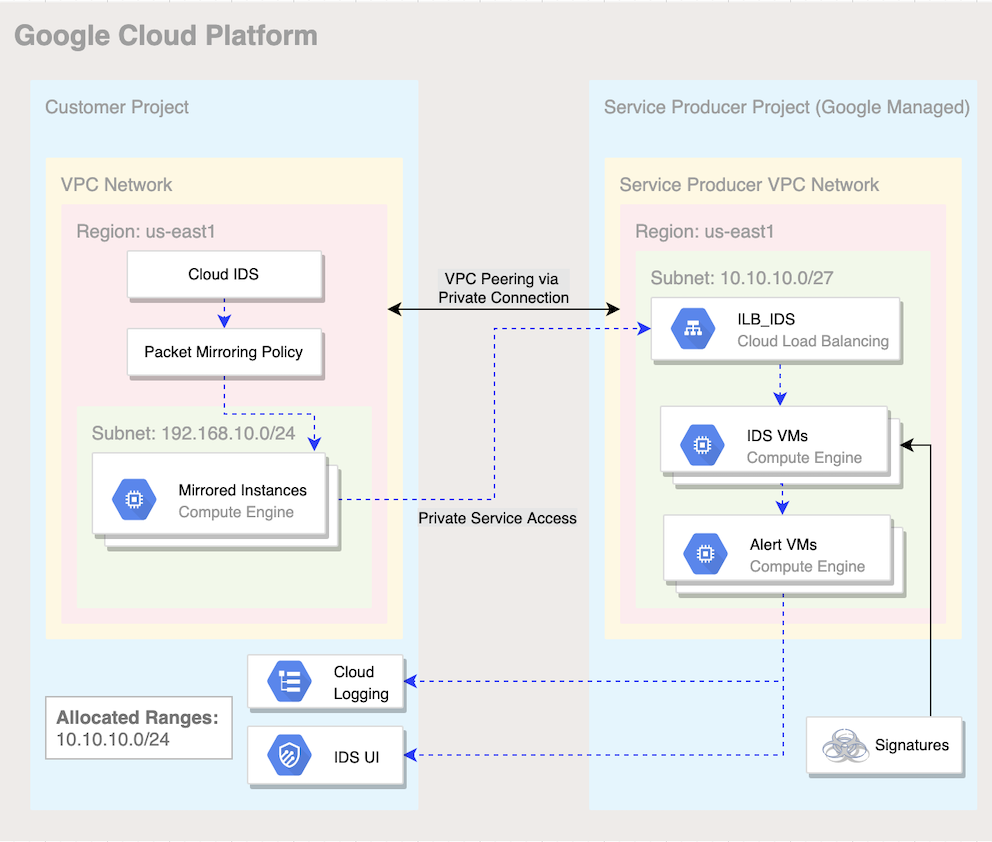 Google Cloud Platform
Customer Project
VPC Network
Region: us-east1
Cloud IDS
Packet Mirroring Policy
Subnet: 192.168.10.0/24
Mirrored Instances
Compute Engine
Cloud
Logging
IDS UI
Allocated Ranges:
10.10.10.0/24
VPC Peering via
Private Connection
Private Service Access
Service Producer Project (Google Managed)
Service Producer VPC Network
Region: us-east1
Subnet: 10.10.10.0/27
ILB_IDS
Cloud Load Balancing
IDS VMs
Compute Engine
Alert VMs
Compute Engine
Signatures